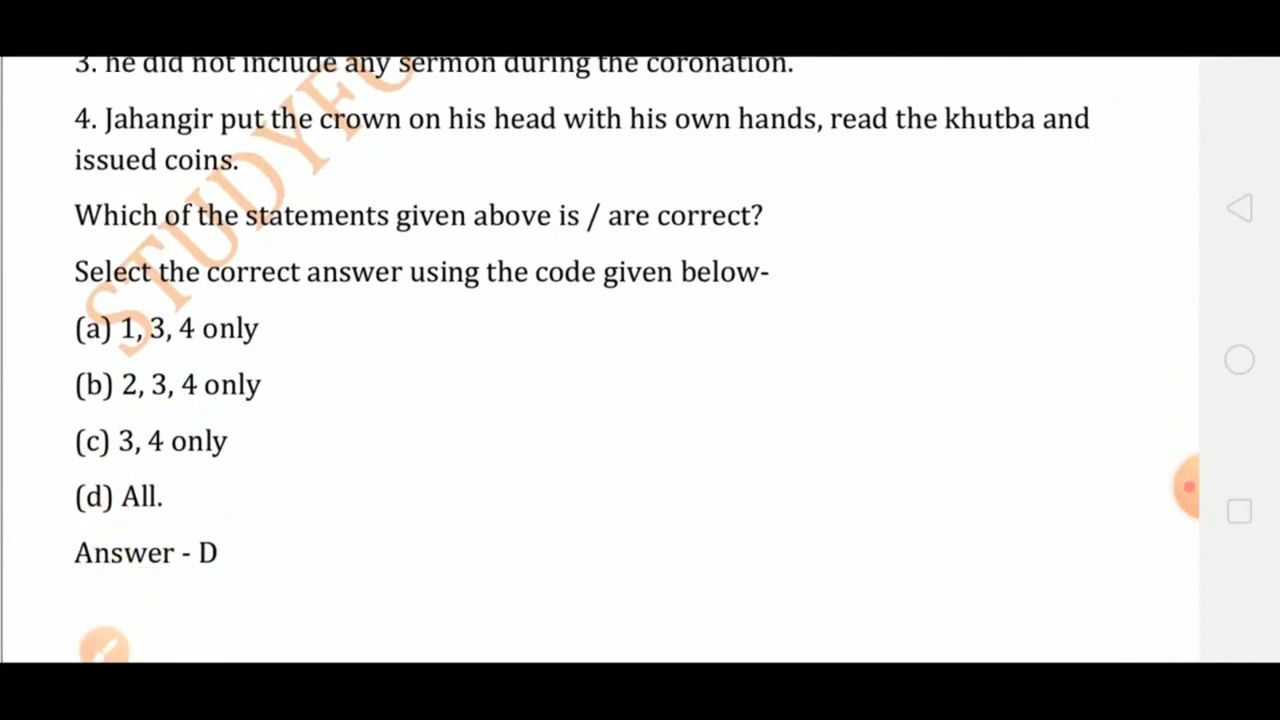 3. he did not include any sermon during the coronation.
4. Jahangir put the crown on his head with his own hands, read the khutba and
issued coins.
Which of the statements given above is / are correct?
Select the correct answer using the code given below-
(a) 1, 3, 4 only
(b) 2, 3, 4 only
(c) 3, 4 only
(d) All.
Answer - D
STUDYFO